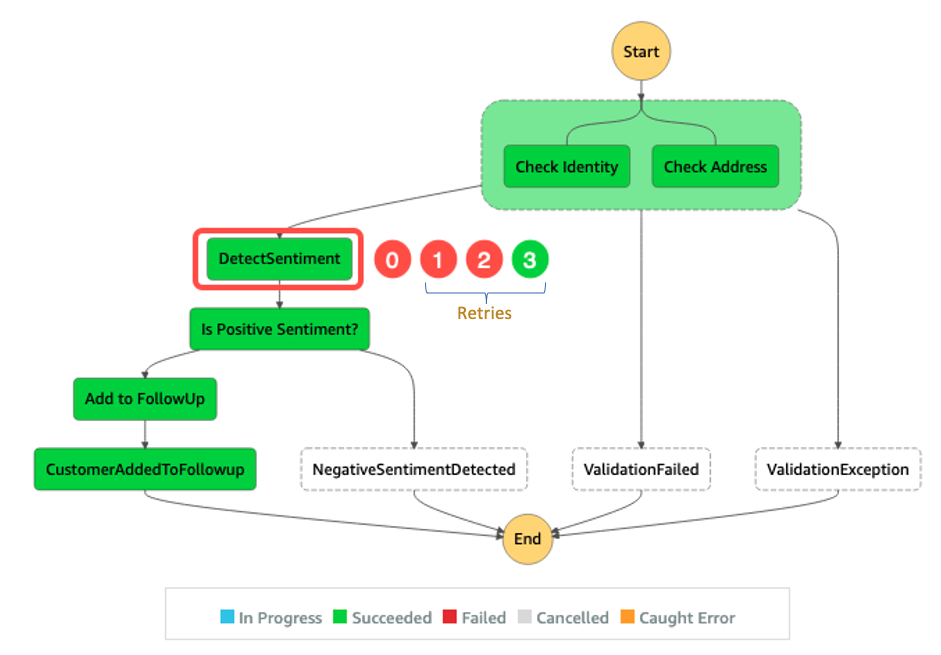 Start
Check Identity
Check Address
DetectSentiment
0 1 2 3
Retries
Is Positive Sentiment?
Add to FollowUp
CustomerAddedToFollowup
NegativeSentimentDetected
ValidationFailed
ValidationException
End
In Progress Succeeded Failed Cancelled Caught Error